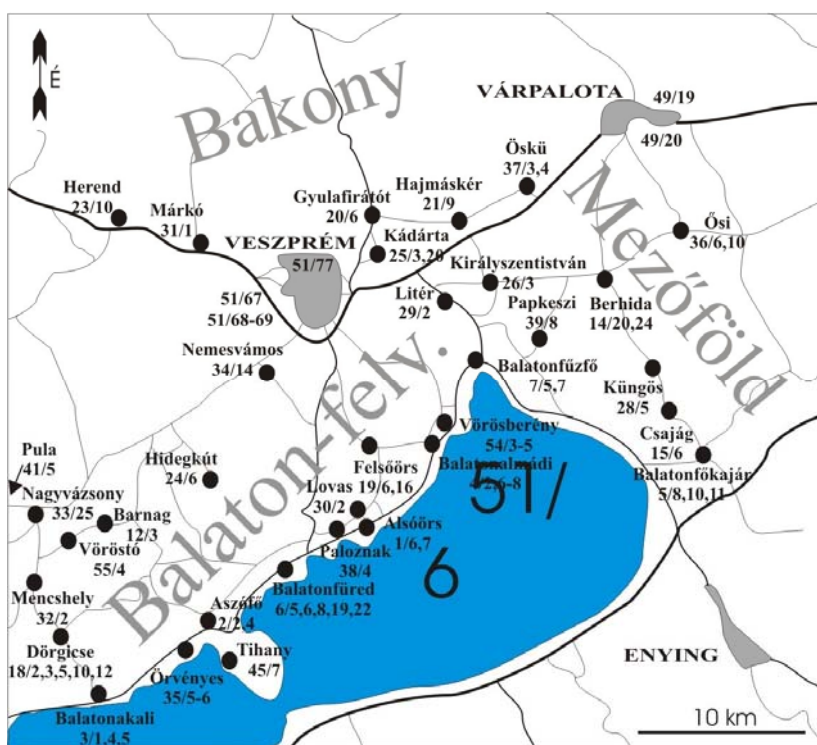 É
Bakony
VÁRPALOTA
49/19
49/20
Öskü
37/3,4
Herend
23/10
Márkó
31/1
Gyulafirátót
20/6
Hajmáskér
21/9
Ősi
36/6,10
Mezőföld
VESZPRÉM
51/77
Kádárta
25/3,20
Királyszentistván
26/3
Litér
29/2
Papkeszi
39/8
Berhida
14/20,24
51/67
51/68-69
Nemesvámos
34/14
Balatonfűzfő
7/5,7
Küngös
28/5
Csajág
15/6
Balatonfőkajár
5/8,10,11
Vörösberény
54/3-5
Balatonalmádi
Balaton-felv.
Pula
41/5
Hidegkút
24/6
Felsőörs
19/6,16
Lovas
30/2
51/
6
Nagyvázsony
33/25
Barnag
12/3
Vöröstó
55/4
Alsóörs
1/6,7
Paloznak
38/4
Balatonfüred
6/5,6,8,19,22
Mencshely
32/2
Aszófő
2/2,4
Dörgicse
18/2,3,5,10,12
Tihany
45/7
Örvényes
35/5-6
Balatonakali
3/1,4,5
ENYING
10 km